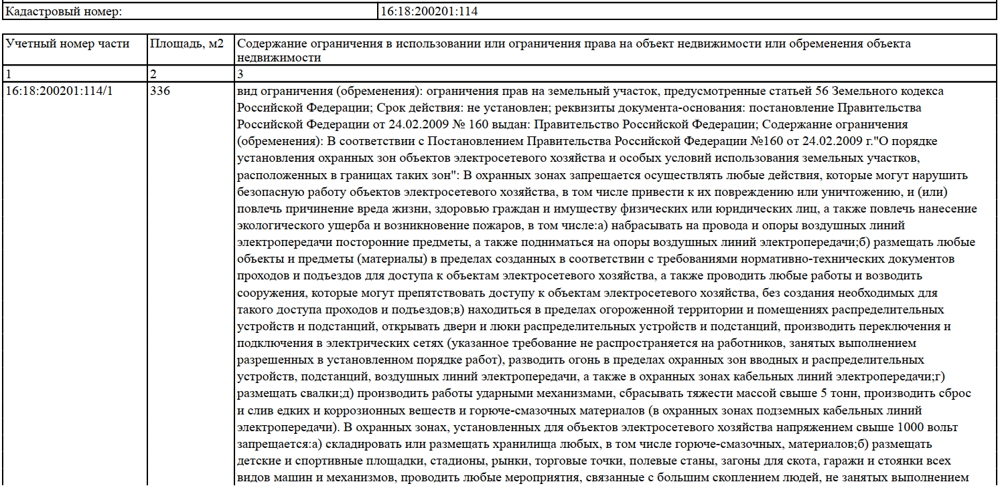 Кадастровый номер: 16:18:200201:114
Учетный номер части Площадь, м2 Содержание ограничения в использовании или ограничения права на объект недвижимости или обременения объекта
недвижимости
1 2 3
16:18:200201:114/1 336 вид ограничения (обременения): ограничения прав на земельный участок, предусмотренные статьей 56 Земельного кодекса
Российской Федерации; Срок действия: не установлен; реквизиты документа-основания: постановление Правительства
Российской Федерации от 24.02.2009 № 160 выдан: Правительство Российской Федерации; Содержание ограничения
(обременения): В соответствии с Постановлением Правительства Российской Федерации №160 от 24.02.2009 г."О порядке
установления охранных зон объектов электросетевого хозяйства и особых условий использования земельных участков,
расположенных в границах таких зон": В охранных зонах запрещается осуществлять любые действия, которые могут нарушить
безопасную работу объектов электросетевого хозяйства, в том числе привести к их повреждению или уничтожению, и (или)
повлечь причинение вреда жизни, здоровью граждан и имуществу физических или юридических лиц, а также повлечь нанесение
экологического ущерба и возникновение пожаров, в том числе:а) набрасывать на провода и опоры воздушных линий
электропередачи посторонние предметы, а также подниматься на опоры воздушных линий электропередачи;б) размещать любые
объекты и предметы (материалы) в пределах созданных в соответствии с требованиями нормативно-технических документов
проходов и подъездов для доступа к объектам электросетевого хозяйства, а также проводить любые работы и возводить
сооружения, которые могут препятствовать доступу к объектам электросетевого хозяйства, без создания необходимых для
такого доступа проходов и подъездов;в) находиться в пределах огороженной территории и помещениях распределительных
устройств и подстанций, открывать двери и люки распределительных устройств и подстанций, производить переключения и
подключения в электрических сетях (указанное требование не распространяется на работников, занятых выполнением
разрешенных в установленном порядке работ), разводить огонь в пределах охранных зон вводных и распределительных
устройств, подстанций, воздушных линий электропередачи, а также в охранных зонах кабельных линий электропередачи;г)
размещать свалки;д) производить работы ударными механизмами, сбрасывать тяжести массой свыше 5 тонн, производить сброс
и слив едких и коррозионных веществ и горюче-смазочных материалов (в охранных зонах подземных кабельных линий
электропередачи). В охранных зонах, установленных для объектов электросетевого хозяйства напряжением свыше 1000 вольт
запрещается:а) складировать или размещать хранилища любых, в том числе горюче-смазочных, материалов;б) размещать
детские и спортивные площадки, стадионы, рынки, торговые точки, полевые станы, загоны для скота, гаражи и стоянки всех
видов машин и механизмов, проводить любые мероприятия, связанные с большим скоплением людей, не занятых выполнением